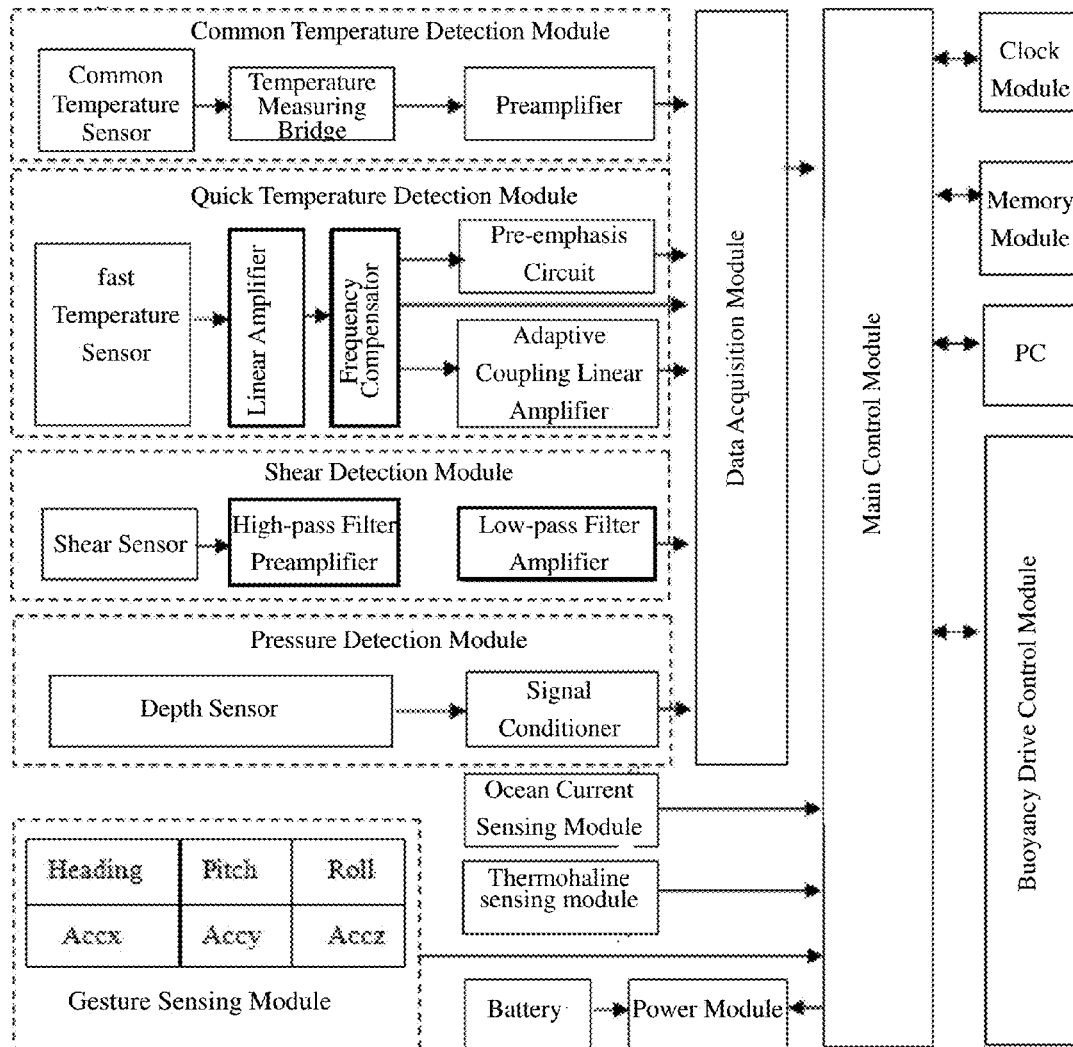 Common Temperature Detection Module
Common
Temperature
Sensor
Temperature
Measuring
Bridge
Preamplifier
Quick Temperature Detection Module
fast
Temperature
Sensor
Linear Amplifier
Frequency
Compensator
Pre-emphasis
Circuit
Adaptive
Coupling Linear
Amplifier
Shear Detection Module
Shear Sensor
High-pass Filter
Preamplifier
Low-pass Filter
Amplifier
Pressure Detection Module
Depth Sensor
Signal
Conditioner
Data Acquisition Module
Main Control Module
Clock
Module
Memory
Module
PC
Buoyancy Drive Control Module
Ocean Current
Sensing Module
Thermohaline
sensing module
Heading Pitch Roll
Accx Accy Accz
Gesture Sensing Module
Battery
Power Module